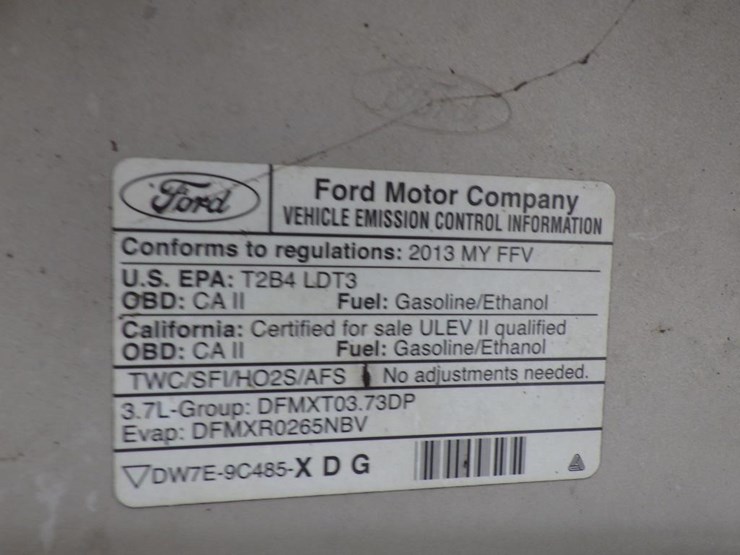 Ford
Ford Motor Company
VEHICLE EMISSION CONTROL INFORMATION
Conforms to regulations: 2013 MY FFV
U.S. EPA: T2B4 LDT3
OBD: CA II Fuel: Gasoline/Ethanol
California: Certified for sale ULEV II qualified
OBD: CA II Fuel: Gasoline/Ethanol
TWC/SFI/HO2S/AFS No adjustments needed.
3.7L-Group: DFMXT03.73DP
Evap: DFMXR0265NBV
▽DW7E-9C485-X D G